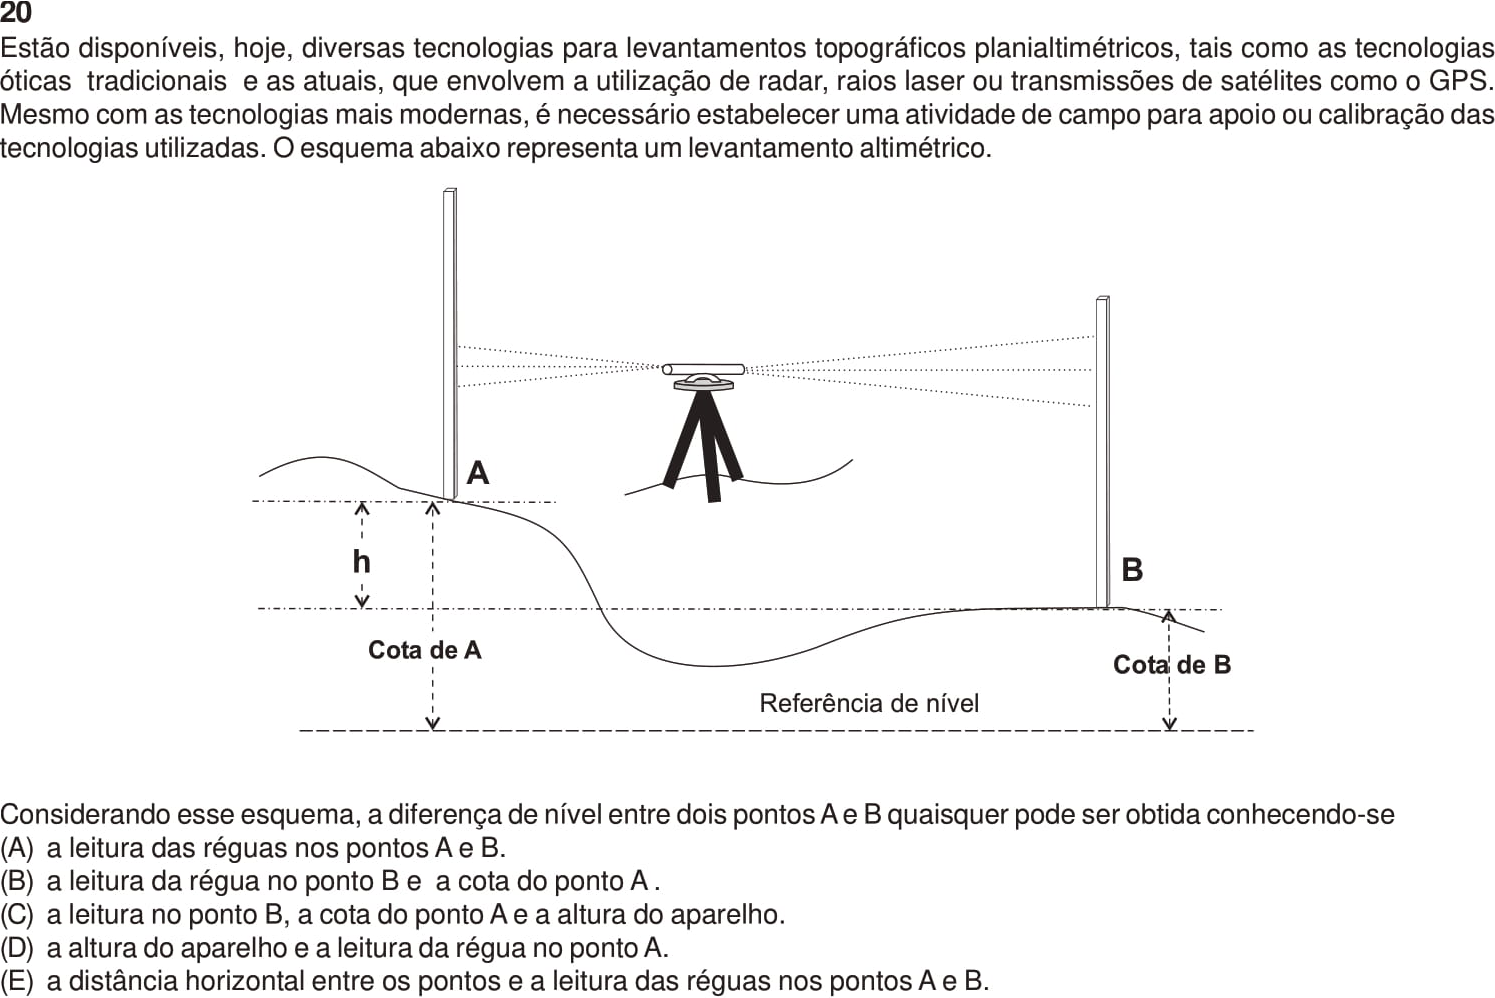 20
Estão disponíveis, hoje, diversas tecnologias para levantamentos topográficos planialtimétricos, tais como as tecnologias
óticas tradicionais e as atuais, que envolvem a utilização de radar, raios laser ou transmissões de satélites como o GPS.
Mesmo com as tecnologias mais modernas, é necessário estabelecer uma atividade de campo para apoio ou calibração das
tecnologias utilizadas. O esquema abaixo representa um levantamento altimétrico.
A
h
B
Cota de A
Cota de B
Referência de nível
Considerando esse esquema, a diferença de nível entre dois pontos A e B quaisquer pode ser obtida conhecendo-se
(A) a leitura das réguas nos pontos A e B.
(B) a leitura da régua no ponto B e a cota do ponto A .
(C) a leitura no ponto B, a cota do ponto A e a altura do aparelho.
(D) a altura do aparelho e a leitura da régua no ponto A.
(E) a distância horizontal entre os pontos e a leitura das réguas nos pontos A e B.